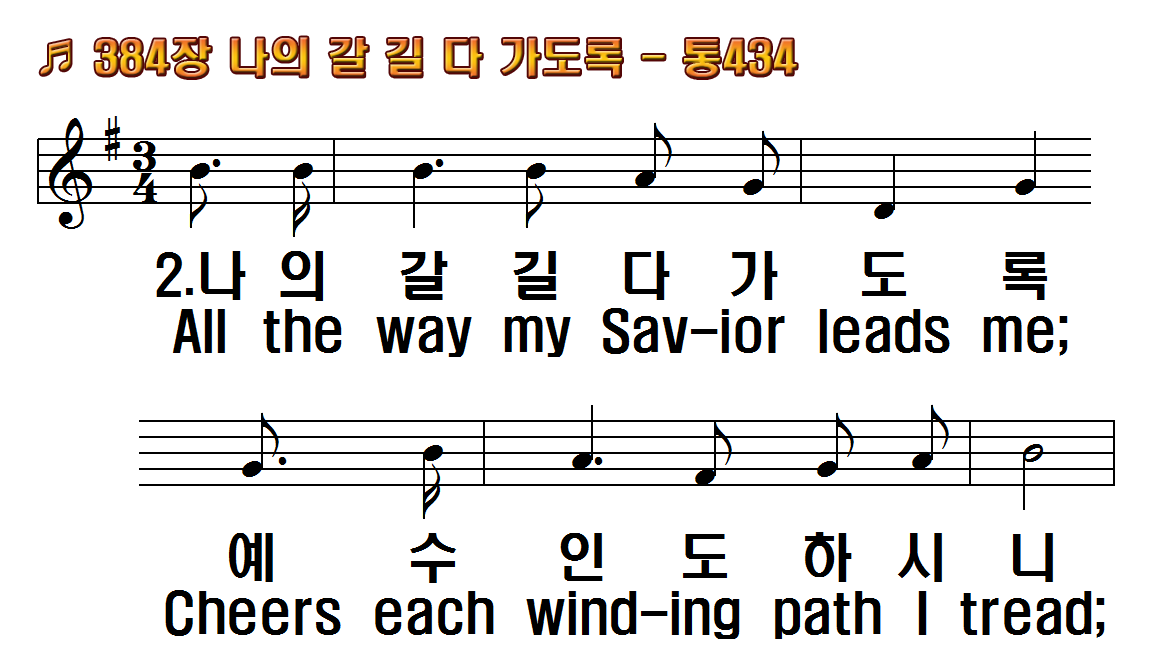 ♬ 384장 나의 갈 길 다 가도록 - 통434
3/4
2.나 의 갈 길 다 가 도 록
All the way my Sav-ior leads me;
예 수 인 도 하 시 니
Cheers each wind-ing path I tread;